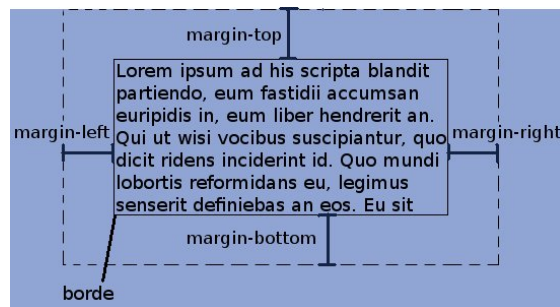 margin-top
Lorem ipsum ad his scripta blandit
partiendo, eum fastidii accumsan
euripidis in, eum liber hendrerit an.
margin-left
Qui ut wisi vocibus suscipiantur, quo
margin-right
dicit ridens inciderint id. Quo mundi
lobortis reformidans eu, legimus
senserit definiebas an eos. Eu sit
margin-bottom
borde